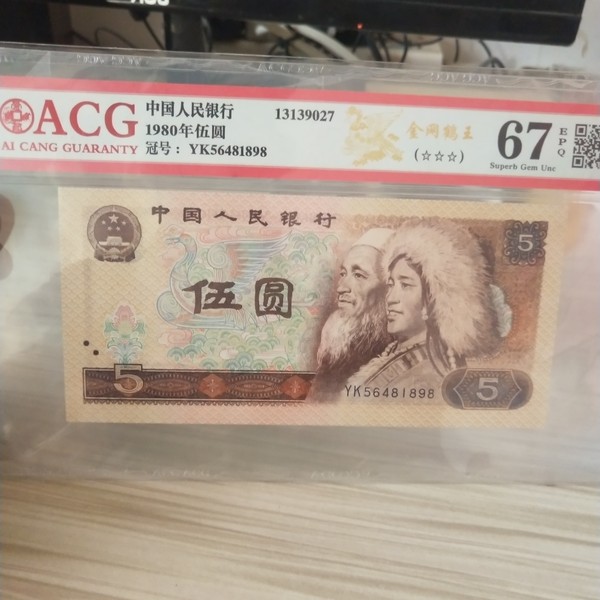 ACG
AI CANG GUARANTY
中国人民银行
1980年伍圆
冠号：YK56481898
13139027
金网鹤王
(☆☆☆)
67
EPQ
Superb Gem Unc
中国人民银行
5
伍圆
5
YK56481898
5